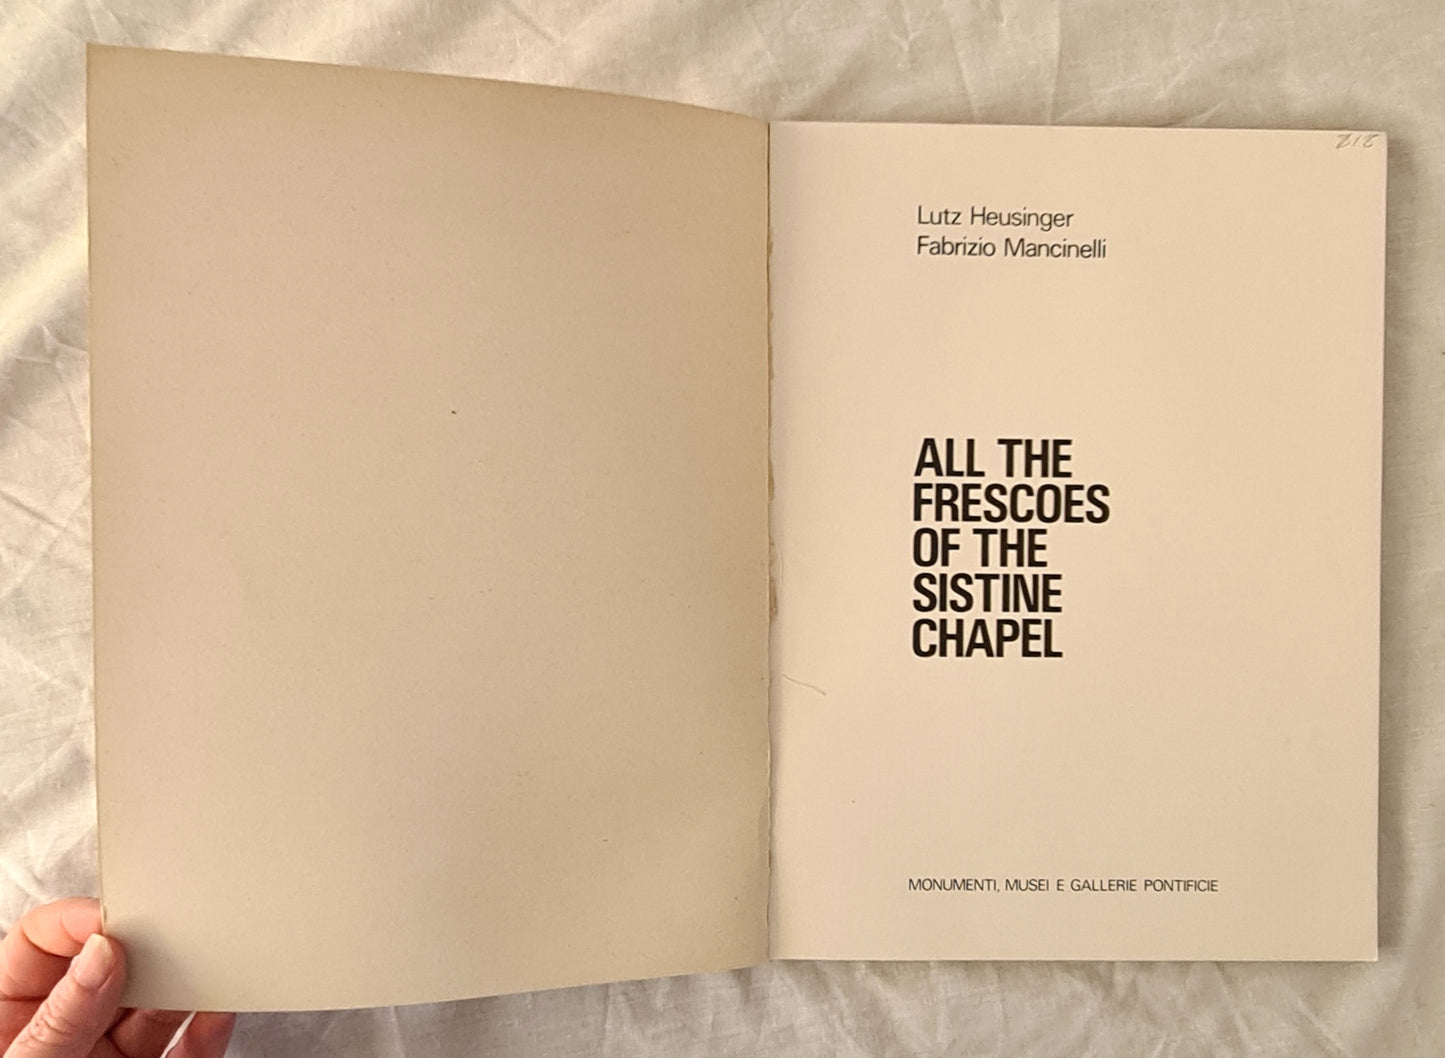 Lutz Heusinger
Fabrizio Mancinelli
ALL THE
FRESCOES
OF THE
SISTINE
CHAPEL
MONUMENTI, MUSEI E GALLERIE PONTIFICIE